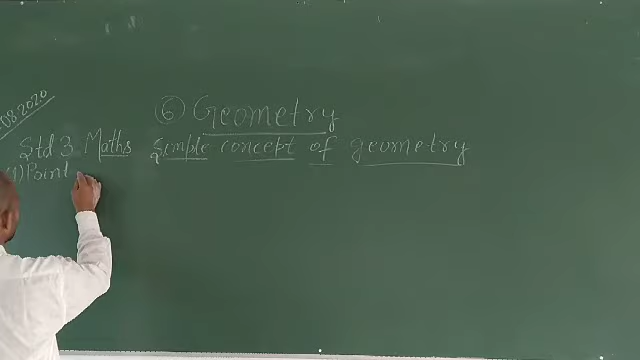 08.2020
⑥ Geometry
Std 3 Maths Simple concept of geometry
(1) Point